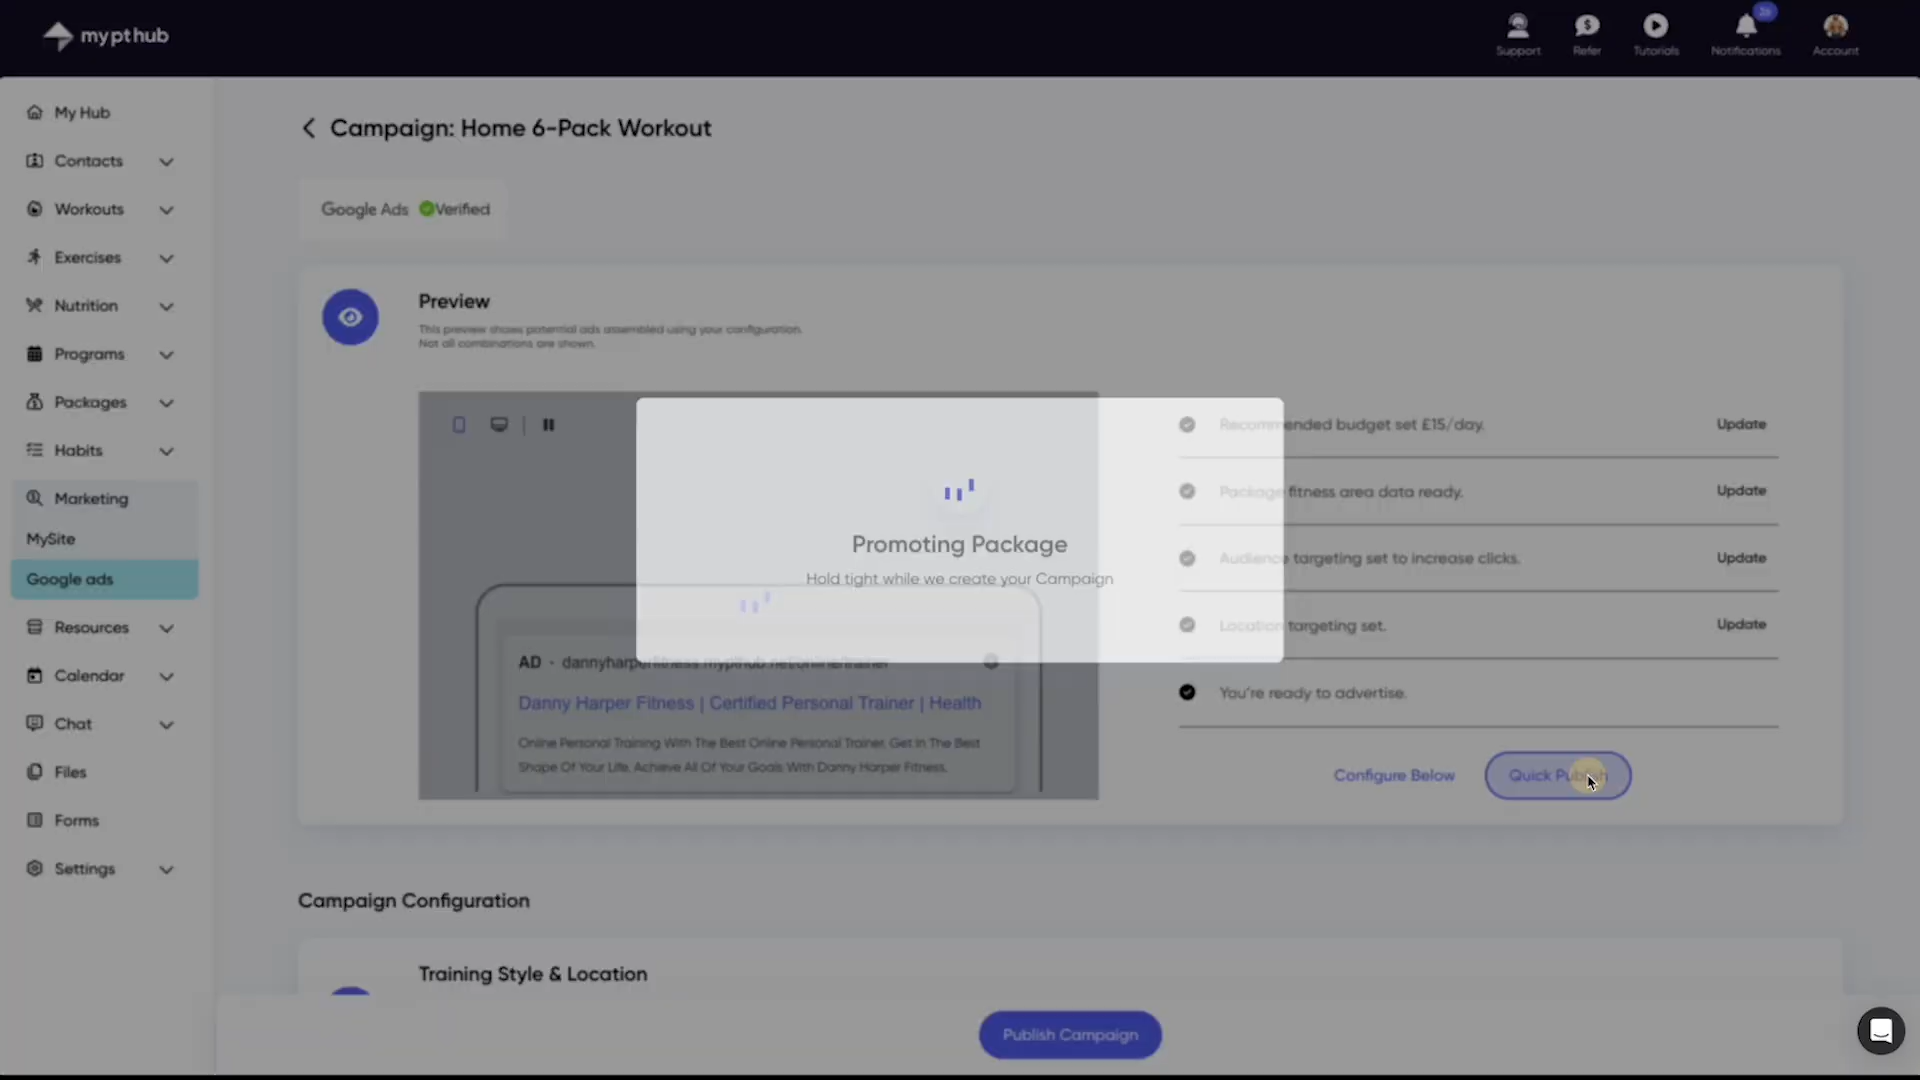 my pt hub
Support
Refer
Tutorials
Notifications
Account
My Hub
Contacts
Workouts
Exercises
Nutrition
Programs
Packages
Habits
Marketing
MySite
Google ads
Resources
Calendar
Chat
Files
Forms
Settings
Campaign: Home 6-Pack Workout
Google Ads Verified
Preview
This preview shows potential ads assembled using your configuration.
Not all combinations are shown.
Promoting Package
Hold tight while we create your Campaign
AD · dannyharperfitness.mypthub.net/online/trainer
Danny Harper Fitness | Certified Personal Trainer | Health
Online Personal Training With The Best Online Personal Trainer. Get In The Best
Shape Of Your Life. Achieve All Of Your Goals With Danny Harper Fitness.
Recommended budget set £15/day. Update
Package fitness area data ready. Update
Audience targeting set to increase clicks. Update
Location targeting set. Update
You're ready to advertise.
Configure Below
Quick Publish
Campaign Configuration
Training Style & Location
Publish Campaign